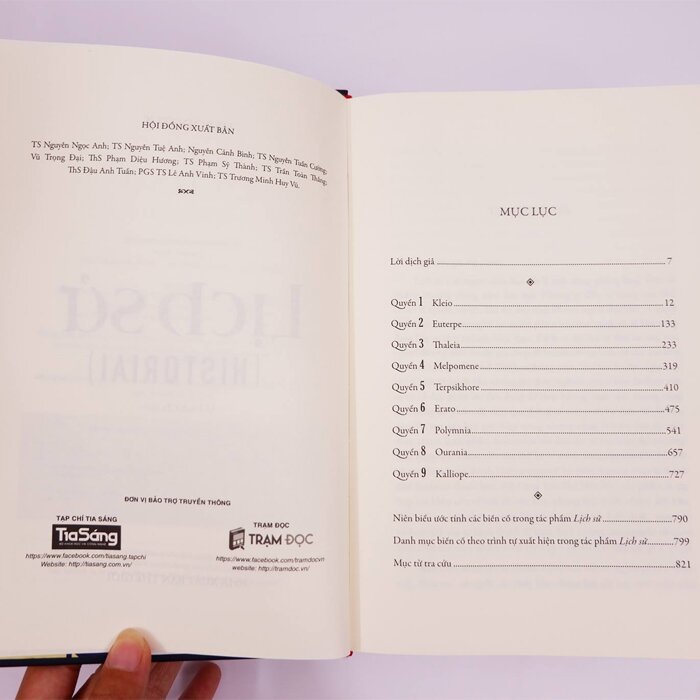 HỘI ĐỒNG XUẤT BẢN
TS Nguyễn Ngọc Anh; TS Nguyễn Tuệ Anh; Nguyễn Cảnh Bình; TS Nguyễn Tuấn Cường;
Vũ Trọng Đại; ThS Phạm Diệu Hương; TS Phạm Sỹ Thành; TS Trần Toàn Thắng;
ThS Đậu Anh Tuấn; PGS TS Lê Anh Vinh; TS Trương Minh Huy Vũ.
Lịch sử
[HISTORIAI]
ĐƠN VỊ BẢO TRỢ TRUYỀN THÔNG
TẠP CHÍ TIA SÁNG
TiaSáng
https://www.facebook.com/tiasang.tapchi
Website: http://tiasang.com.vn/
TRẠM ĐỌC
TRẠM ĐỌC
https://www.facebook.com/tramdocvn
Website: http://tramdoc.vn/
MỤC LỤC
Lời dịch giả 7
Quyển 1 Kleio 12
Quyển 2 Euterpe 133
Quyển 3 Thaleia 233
Quyển 4 Melpomene 319
Quyển 5 Terpsikhore 410
Quyển 6 Erato 475
Quyển 7 Polymnia 541
Quyển 8 Ourania 657
Quyển 9 Kalliope 727
Niên biểu ước tính các biến cố trong tác phẩm Lịch sử 790
Danh mục biến cố theo trình tự xuất hiện trong tác phẩm Lịch sử 799
Mục từ tra cứu 821